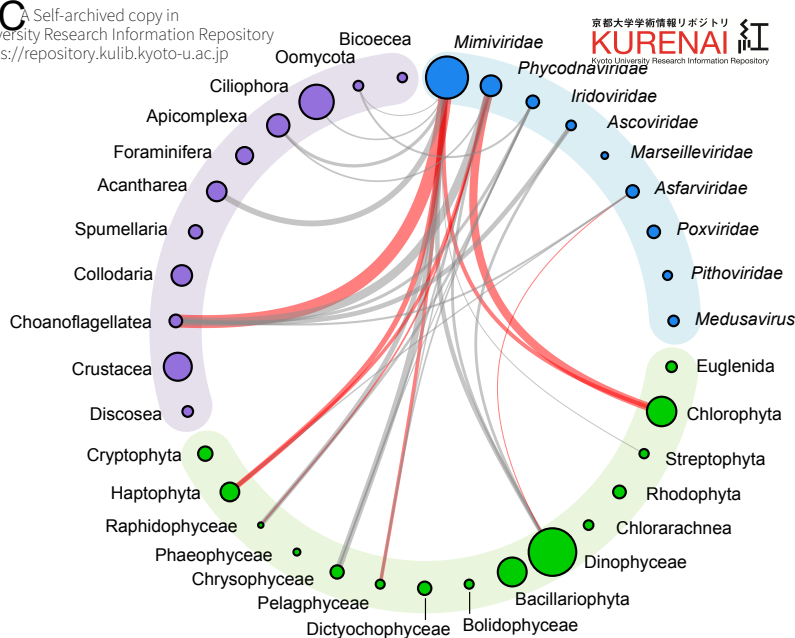 C
A Self-archived copy in
versity Research Information Repository
s://repository.kulib.kyoto-u.ac.jp
京都大学学術情報リポジトリ
KURENAI 紅
Kyoto University Research Information Repository
Bicoecea
Oomycota
Ciliophora
Apicomplexa
Foraminifera
Acantharea
Spumellaria
Collodaria
Choanoflagellatea
Crustacea
Discosea
Mimiviridae
Phycodnaviridae
Iridoviridae
Ascoviridae
Marseilleviridae
Asfarviridae
Poxviridae
Pithoviridae
Medusavirus
Euglenida
Chlorophyta
Streptophyta
Rhodophyta
Chlorarachnea
Dinophyceae
Bacillariophyta
Bolidophyceae
Dictyochophyceae
Pelagphyceae
Chrysophyceae
Phaeophyceae
Raphidophyceae
Haptophyta
Cryptophyta